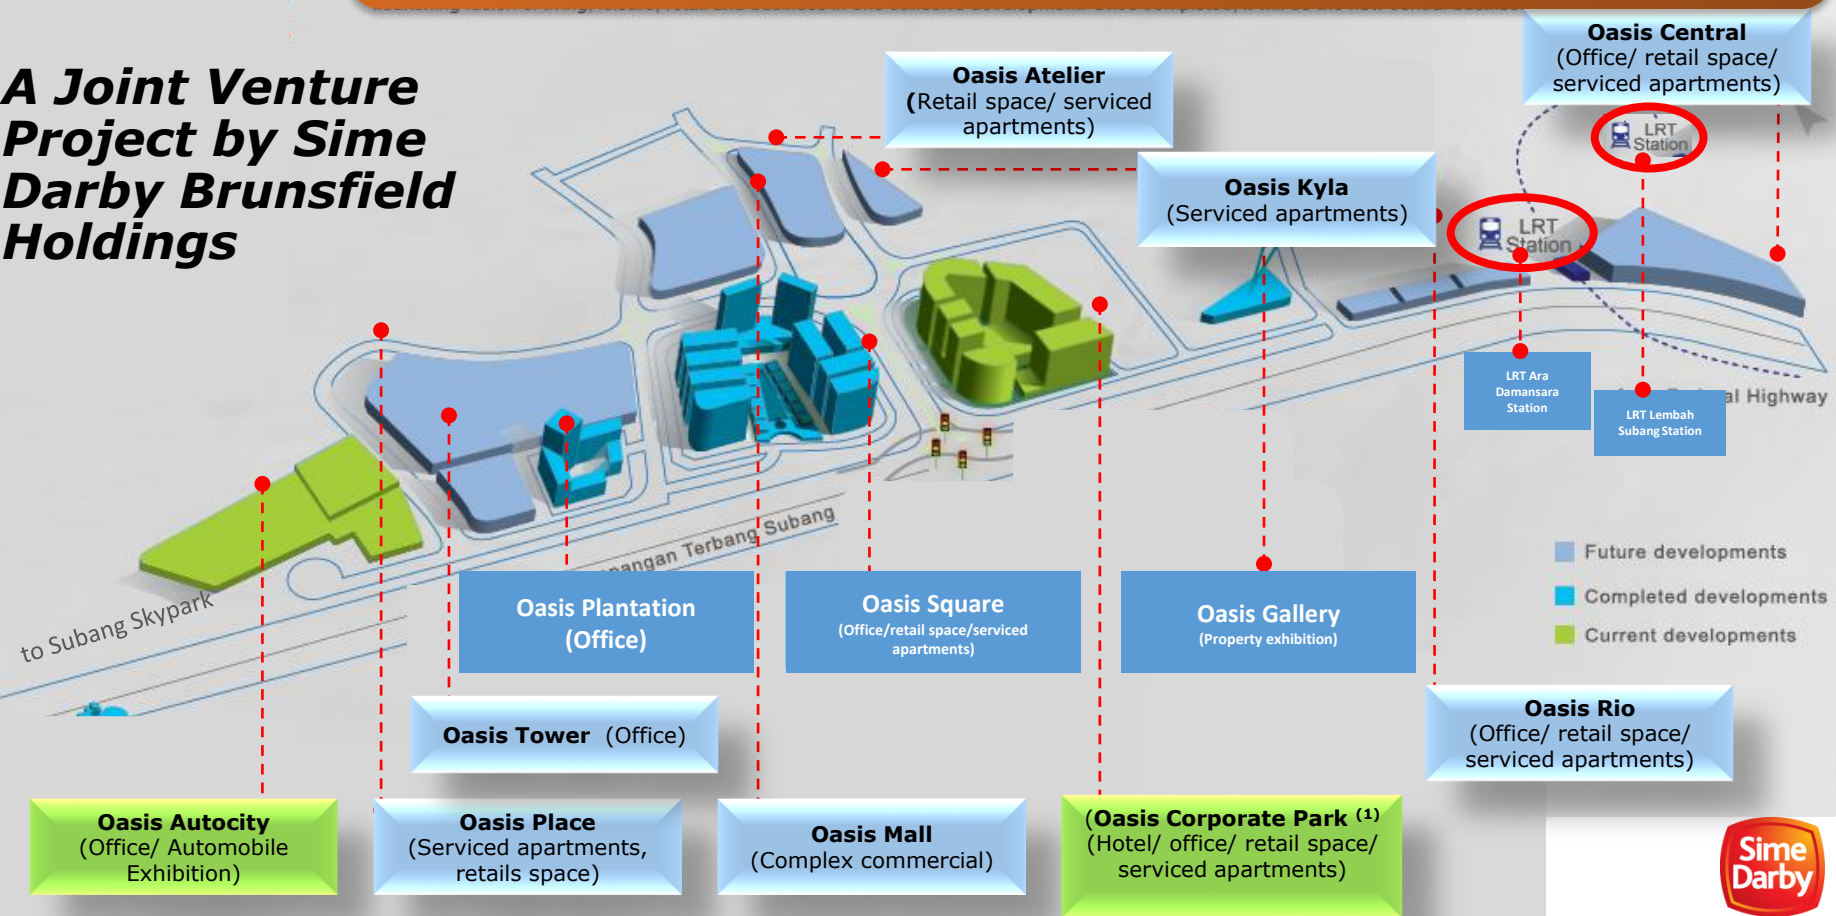 A Joint Venture
Project by Sime
Darby Brunsfield
Holdings
Oasis Central
(Office/ retail space/
serviced apartments)
Oasis Atelier
(Retail space/ serviced
apartments)
LRT
Station
Oasis Kyla
(Serviced apartments)
LRT
Station
LRT Ara
Damansara
Station
al Highway
LRT Lembah
Subang Station
pangan Terbang Subang
to Subang Skypark
Future developments
Completed developments
Current developments
Oasis Plantation
(Office)
Oasis Square
(Office/retail space/serviced
apartments)
Oasis Gallery
(Property exhibition)
Oasis Tower (Office)
Oasis Rio
(Office/ retail space/
serviced apartments)
Oasis Autocity
(Office/ Automobile
Exhibition)
Oasis Place
(Serviced apartments,
retails space)
Oasis Mall
(Complex commercial)
(Oasis Corporate Park (1)
(Hotel/ office/ retail space/
serviced apartments)
Sime
Darby